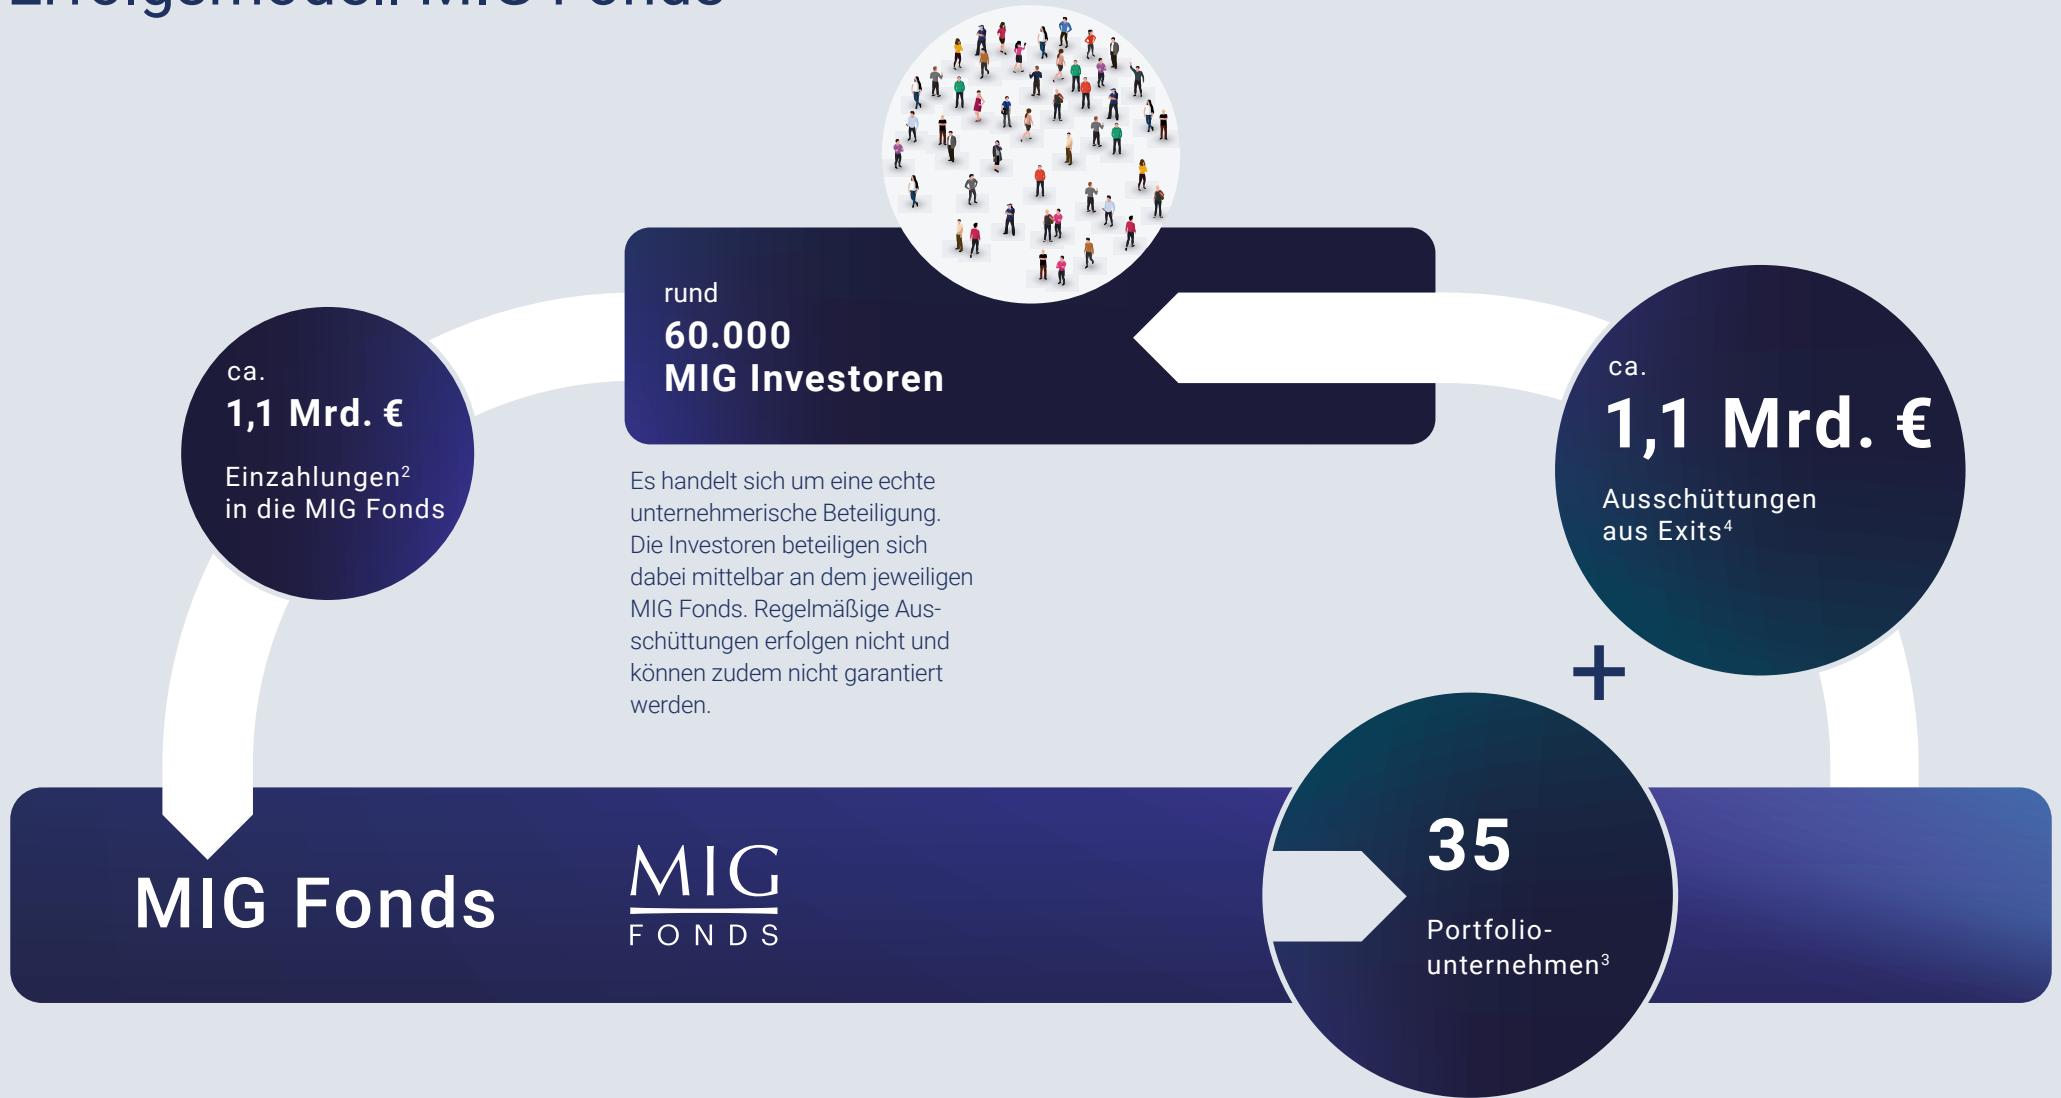 Erfolgsmodell MIG Fonds
rund
60.000
MIG Investoren
ca.
1,1 Mrd. €
Einzahlungen²
in die MIG Fonds
ca.
1,1 Mrd. €
Ausschüttungen
aus Exits⁴
Es handelt sich um eine echte
unternehmerische Beteiligung.
Die Investoren beteiligen sich
dabei mittelbar an dem jeweiligen
MIG Fonds. Regelmäßige Aus-
schüttungen erfolgen nicht und
können zudem nicht garantiert
werden.
+
MIG Fonds
MIG
FONDS
35
Portfolio-
unternehmen³